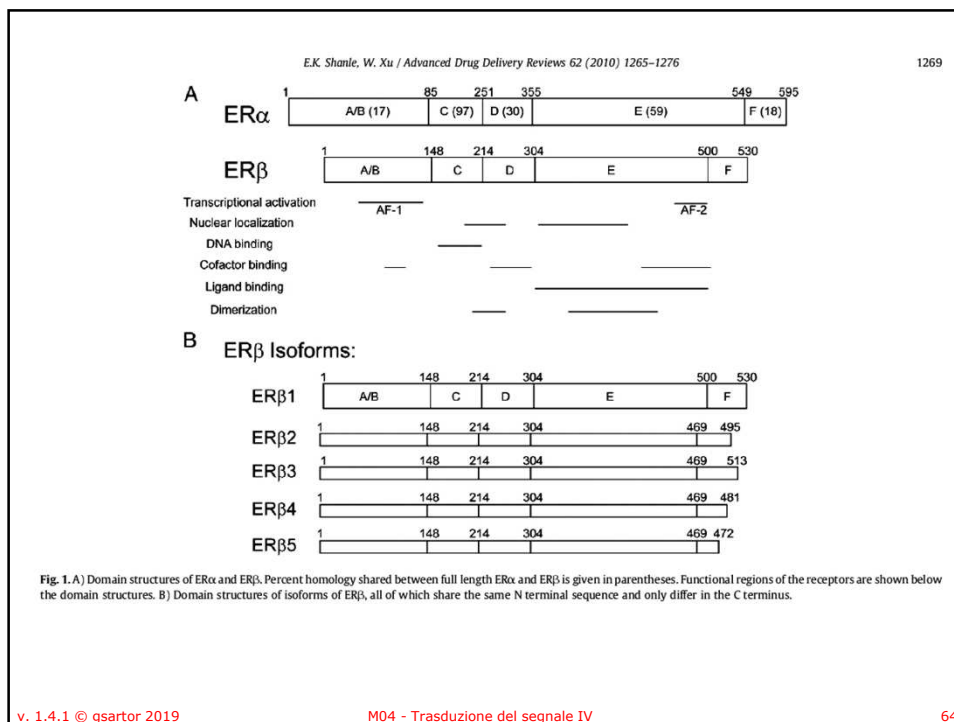 E.K. Shanle, W. Xu / Advanced Drug Delivery Reviews 62 (2010) 1265–1276 1269
A
1 85 251 355 549 595
ERα A/B (17) C (97) D (30) E (59) F (18)
1 148 214 304 500 530
ERβ A/B C D E F
Transcriptional activation
AF-1 AF-2
Nuclear localization
DNA binding
Cofactor binding
Ligand binding
Dimerization
B ERβ Isoforms:
1 148 214 304 500 530
ERβ1 A/B C D E F
1 148 214 304 469 495
ERβ2
1 148 214 304 469 513
ERβ3
1 148 214 304 469 481
ERβ4
1 148 214 304 469 472
ERβ5
Fig. 1. A) Domain structures of ERα and ERβ. Percent homology shared between full length ERα and ERβ is given in parentheses. Functional regions of the receptors are shown below
the domain structures. B) Domain structures of isoforms of ERβ, all of which share the same N terminal sequence and only differ in the C terminus.
v. 1.4.1 © gsartor 2019 M04 - Trasduzione del segnale IV 64